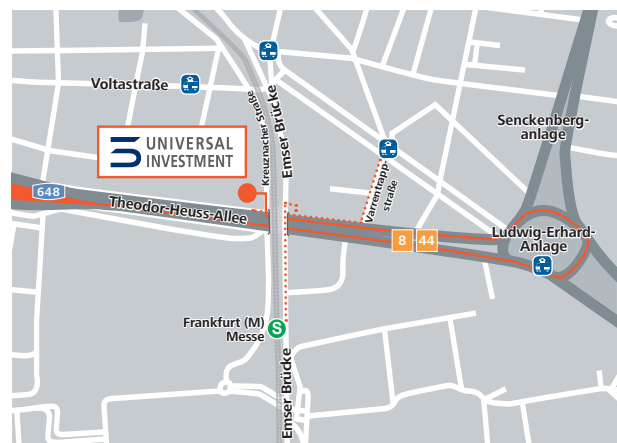 Voltastraße
Kreuznacher Straße
Emser Brücke
Senckenberg-
anlage
UNIVERSAL
INVESTMENT
648
Theodor-Heuss-Allee
Varrentrapp-
straße
8
44
Ludwig-Erhard-
Anlage
Frankfurt (M)
Messe
S
Emser Brücke